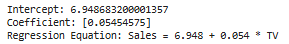 Intercept: 6.948683200001357
Coefficient: [0.05454575]
Regression Equation: Sales = 6.948 + 0.054 * TV